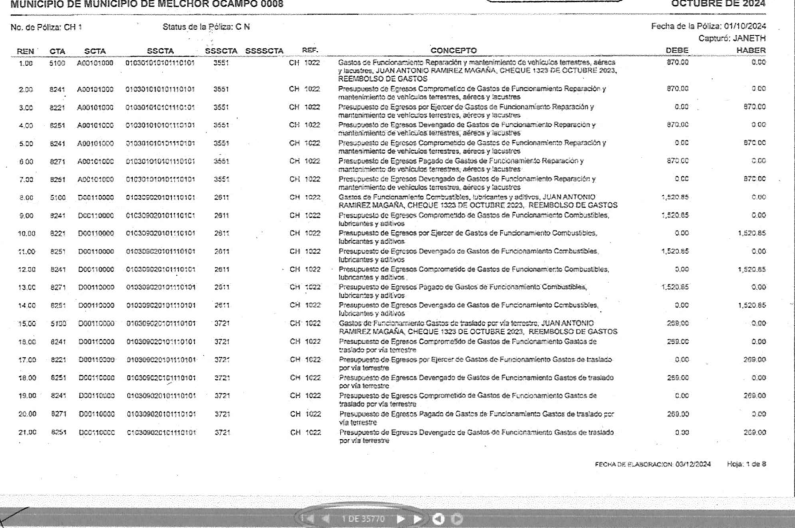 MUNICIPIO DE MUNICIPIO DE MELCHOR OCAMPO 0008 OCTUBRE DE 2024
No. de Póliza: CH 1 Status de la Póliza: C N Fecha de la Póliza: 01/10/2024
Capturó: JANETH
REN CTA SCTA SSCTA SSSCTA SSSSCTA REF. CONCEPTO DEBE HABER
1.00 5100 A00101000 010301010101110101 3551 CH 1022 Gastos de Funcionamiento Reparación y mantenimiento de vehículos terrestres, aéreos 870.00 0.00
y lacustres, JUAN ANTONIO RAMIREZ MAGAÑA, CHEQUE 1323 DE OCTUBRE 2023,
REEMBOLSO DE GASTOS
2.00 8241 A00101000 010301010101110101 3551 CH 1022 Presupuesto de Egresos Comprometido de Gastos de Funcionamiento Reparación y 870.00 0.00
mantenimiento de vehículos terrestres, aéreos y lacustres
3.00 8221 A00101000 010301010101110101 3551 CH 1022 Presupuesto de Egresos por Ejercer de Gastos de Funcionamiento Reparación y 0.00 870.00
mantenimiento de vehículos terrestres, aéreos y lacustres
4.00 8251 A00101000 010301010101110101 3551 CH 1022 Presupuesto de Egresos Devengado de Gastos de Funcionamiento Reparación y 870.00 0.00
mantenimiento de vehículos terrestres, aéreos y lacustres
5.00 8241 A00101000 010301010101110101 3551 CH 1022 Presupuesto de Egresos Comprometido de Gastos de Funcionamiento Reparación y 0.00 870.00
mantenimiento de vehículos terrestres, aéreos y lacustres
6.00 8271 A00101000 010301010101110101 3551 CH 1022 Presupuesto de Egresos Pagado de Gastos de Funcionamiento Reparación y 870.00 0.00
mantenimiento de vehículos terrestres, aéreos y lacustres
7.00 8251 A00101000 010301010101110101 3551 CH 1022 Presupuesto de Egresos Devengado de Gastos de Funcionamiento Reparación y 0.00 870.00
mantenimiento de vehículos terrestres, aéreos y lacustres
8.00 5100 D00110000 010309020101110101 2611 CH 1022 Gastos de Funcionamiento Combustibles, lubricantes y aditivos, JUAN ANTONIO 1,520.85 0.00
RAMIREZ MAGAÑA, CHEQUE 1323 DE OCTUBRE 2023, REEMBOLSO DE GASTOS
9.00 8241 D00110000 010309020101110101 2611 CH 1022 Presupuesto de Egresos Comprometido de Gastos de Funcionamiento Combustibles, 1,520.85 0.00
lubricantes y aditivos
10.00 8221 D00110000 010309020101110101 2611 CH 1022 Presupuesto de Egresos por Ejercer de Gastos de Funcionamiento Combustibles, 0.00 1,520.85
lubricantes y aditivos
11.00 8251 D00110000 010309020101110101 2611 CH 1022 Presupuesto de Egresos Devengado de Gastos de Funcionamiento Combustibles, 1,520.85 0.00
lubricantes y aditivos
12.00 8241 D00110000 010309020101110101 2611 CH 1022 Presupuesto de Egresos Comprometido de Gastos de Funcionamiento Combustibles, 0.00 1,520.85
lubricantes y aditivos
13.00 8271 D00110000 010309020101110101 2611 CH 1022 Presupuesto de Egresos Pagado de Gastos de Funcionamiento Combustibles, 1,520.85 0.00
lubricantes y aditivos
14.00 8251 D00110000 010309020101110101 2611 CH 1022 Presupuesto de Egresos Devengado de Gastos de Funcionamiento Combustibles, 0.00 1,520.85
lubricantes y aditivos
15.00 5100 D00110000 010309020101110101 3721 CH 1022 Gastos de Funcionamiento Gastos de traslado por vía terrestre, JUAN ANTONIO 269.00 0.00
RAMIREZ MAGAÑA, CHEQUE 1323 DE OCTUBRE 2023, REEMBOLSO DE GASTOS
16.00 8241 D00110000 010309020101110101 3721 CH 1022 Presupuesto de Egresos Comprometido de Gastos de Funcionamiento Gastos de 269.00 0.00
traslado por vía terrestre
17.00 8221 D00110000 010309020101110101 3721 CH 1022 Presupuesto de Egresos por Ejercer de Gastos de Funcionamiento Gastos de traslado 0.00 269.00
por vía terrestre
18.00 8251 D00110000 010309020101110101 3721 CH 1022 Presupuesto de Egresos Devengado de Gastos de Funcionamiento Gastos de traslado 269.00 0.00
por vía terrestre
19.00 8241 D00110000 010309020101110101 3721 CH 1022 Presupuesto de Egresos Comprometido de Gastos de Funcionamiento Gastos de 0.00 269.00
traslado por vía terrestre
20.00 8271 D00110000 010309020101110101 3721 CH 1022 Presupuesto de Egresos Pagado de Gastos de Funcionamiento Gastos de traslado por 269.00 0.00
vía terrestre
21.00 8251 D00110000 010309020101110101 3721 CH 1022 Presupuesto de Egresos Devengado de Gastos de Funcionamiento Gastos de traslado 0.00 269.00
por vía terrestre
FECHA DE ELABORACION 03/12/2024 Hoja: 1 de 8
1 DE 35770